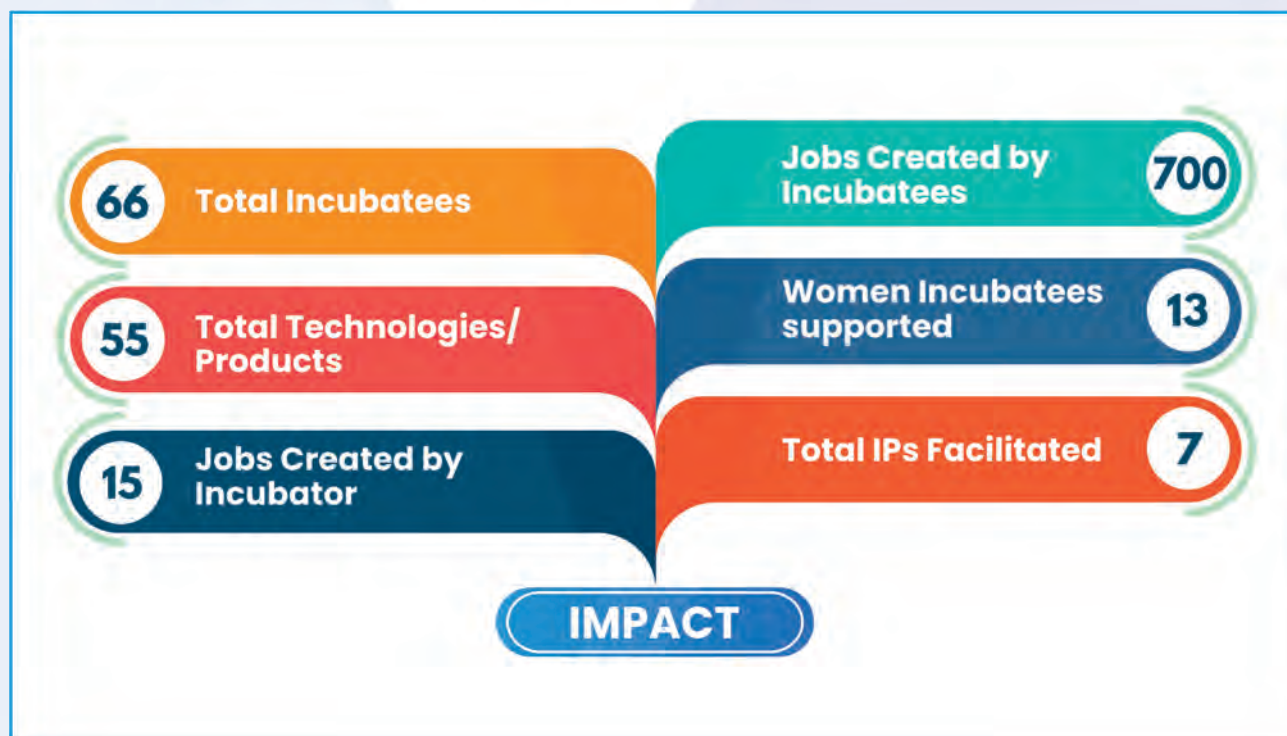 66
Total Incubatees
55
Total Technologies/
Products
15
Jobs Created by
Incubator
Jobs Created by
Incubatees
700
Women Incubatees
supported
13
Total IPs Facilitated
7
IMPACT